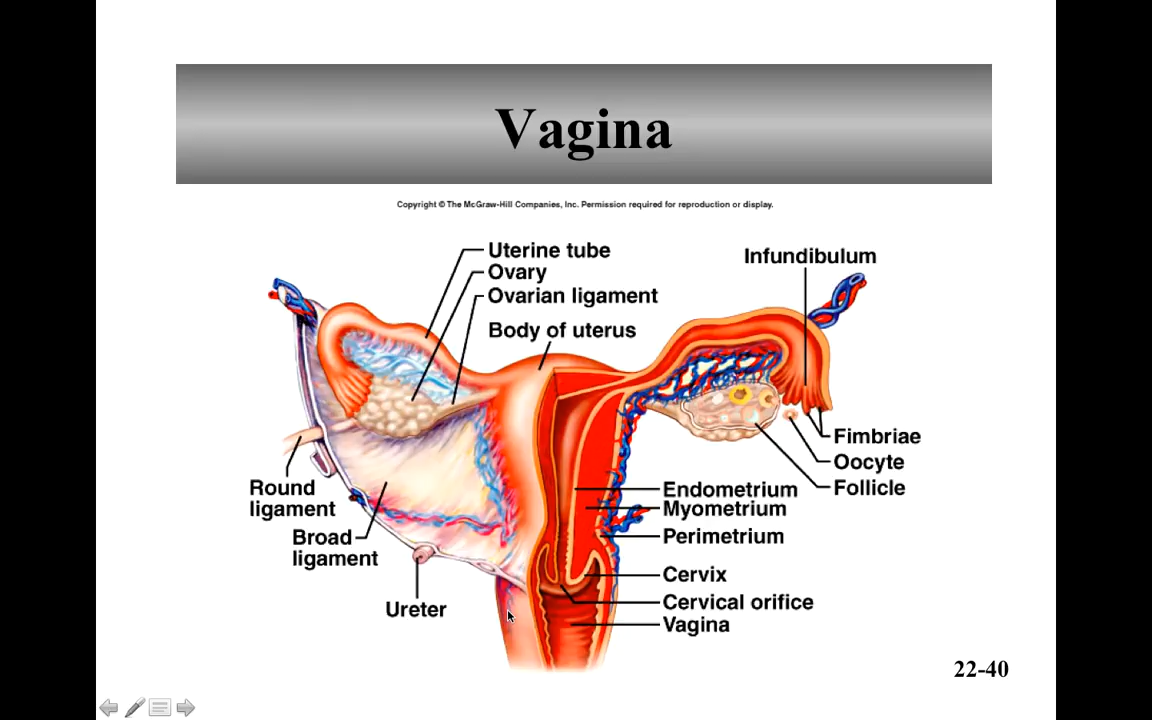 Vagina
Copyright © The McGraw-Hill Companies, Inc. Permission required for reproduction or display.
Uterine tube
Ovary
Ovarian ligament
Body of uterus
Infundibulum
Fimbriae
Oocyte
Follicle
Round
ligament
Broad
ligament
Ureter
Endometrium
Myometrium
Perimetrium
Cervix
Cervical orifice
Vagina
22-40